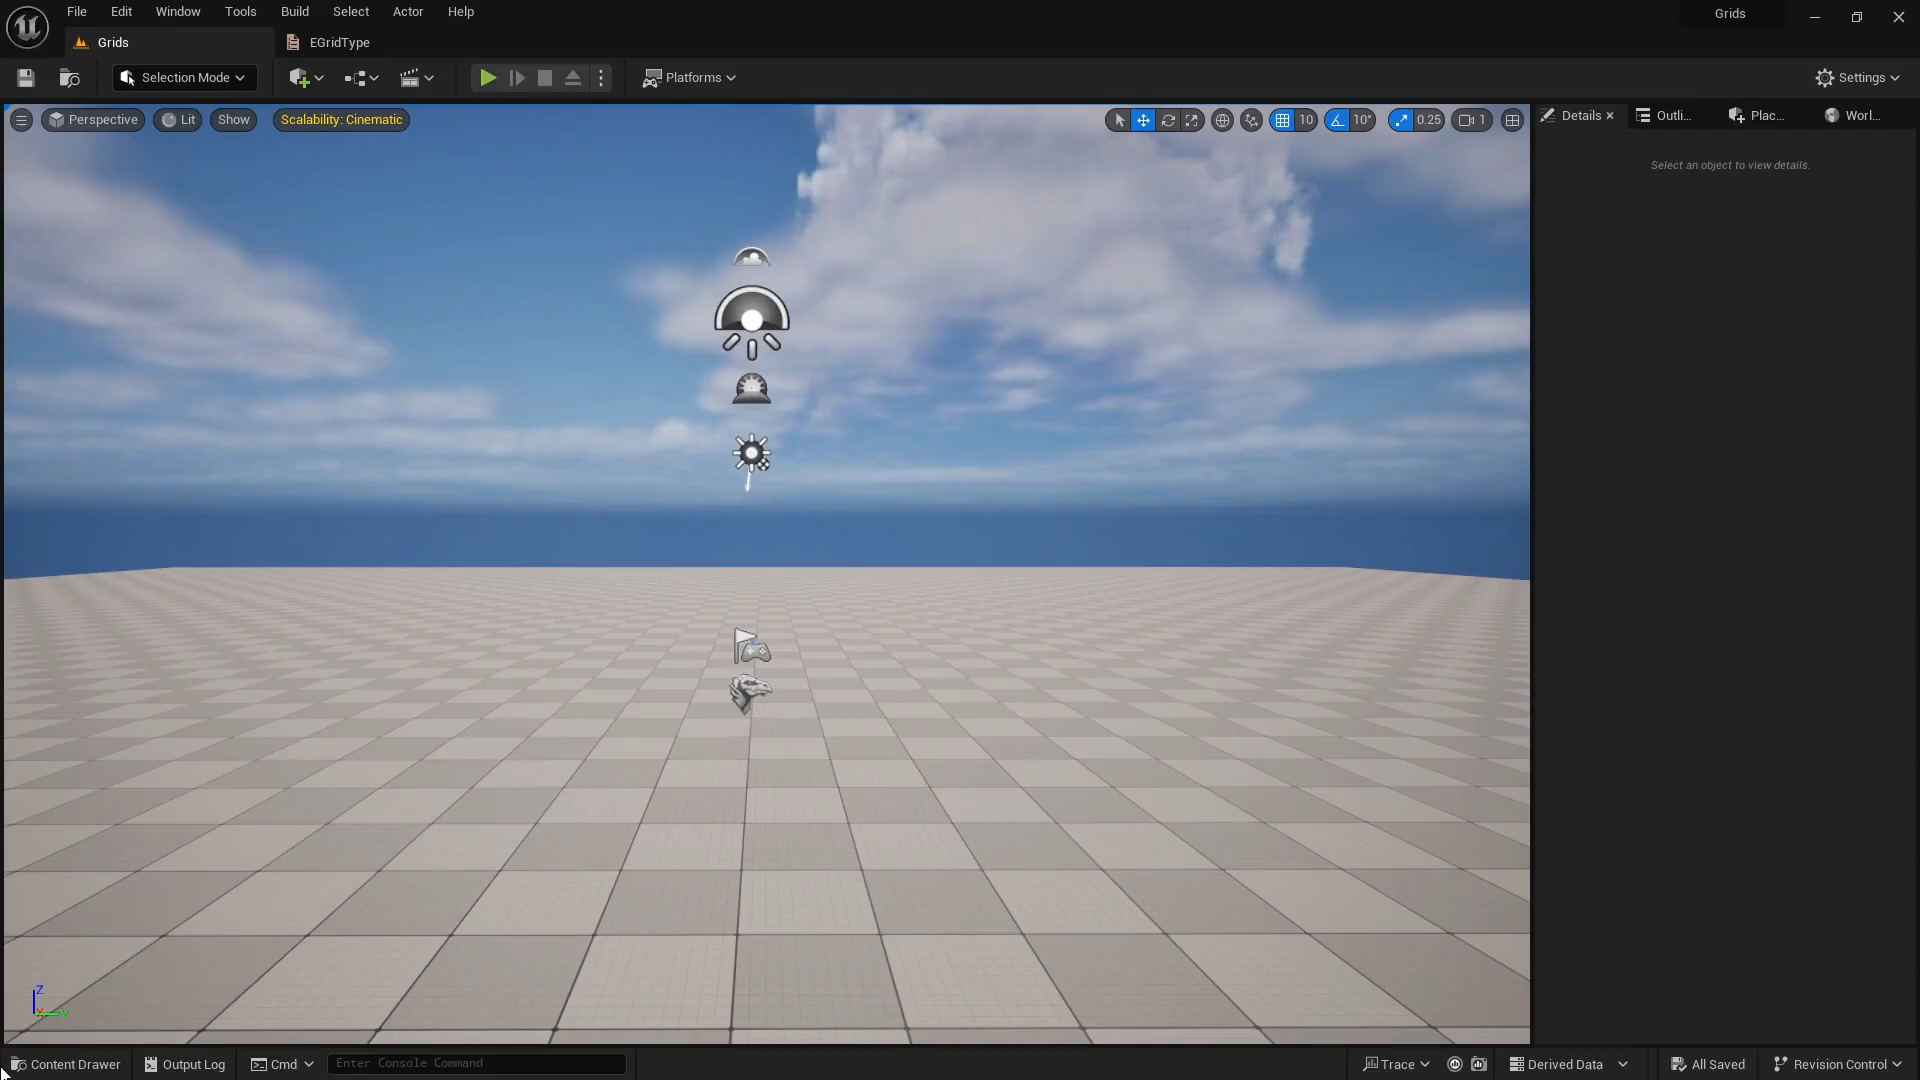 File Edit Window Tools Build Select Actor Help
Grids
Grids
EGridType
Selection Mode
Platforms
Settings
Perspective
Lit
Show
Scalability: Cinematic
10
10°
0.25
1
Details
Outli...
Plac...
Worl...
Select an object to view details.
Z
X
Y
Content Drawer
Output Log
Cmd
Enter Console Command
Trace
Derived Data
All Saved
Revision Control